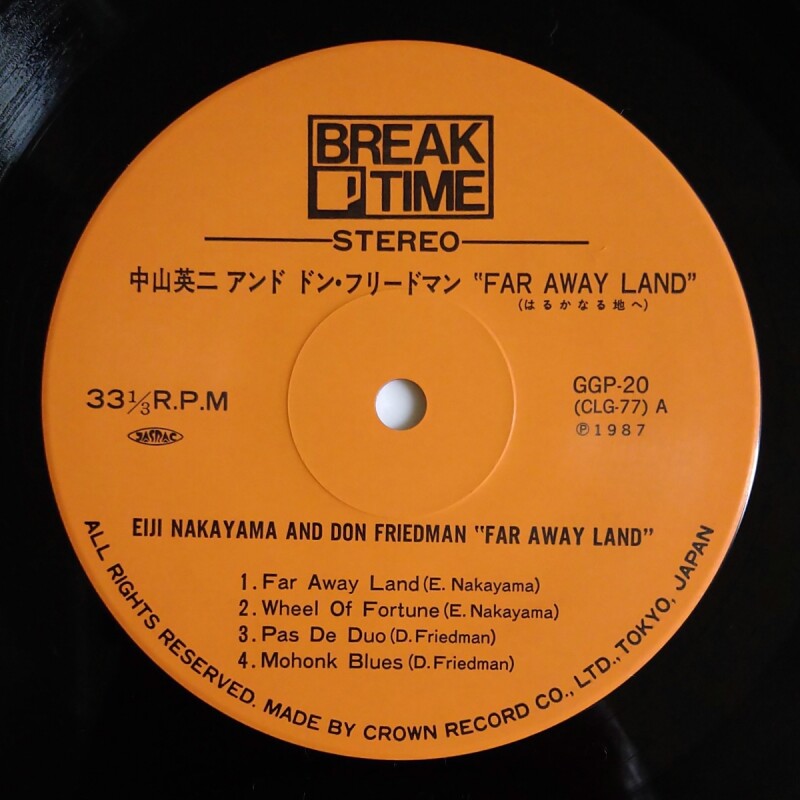 BREAK
TIME
STEREO
中山英二 アンド ドン・フリードマン "FAR AWAY LAND"
(はるかなる地へ)
33⅓R.P.M
JASRAC
GGP-20
(CLG-77) A
℗1987
EIJI NAKAYAMA AND DON FRIEDMAN "FAR AWAY LAND"
1. Far Away Land (E. Nakayama)
2. Wheel Of Fortune (E. Nakayama)
3. Pas De Duo (D. Friedman)
4. Mohonk Blues (D. Friedman)
ALL RIGHTS RESERVED. MADE BY CROWN RECORD CO., LTD., TOKYO, JAPAN